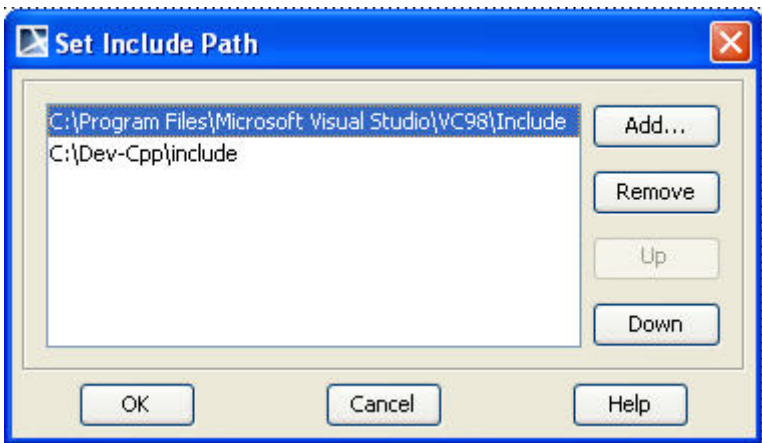 Set Include Path
C:\Program Files\Microsoft Visual Studio\VC98\Include
C:\Dev-Cpp\include
Add...
Remove
Up
Down
OK
Cancel
Help